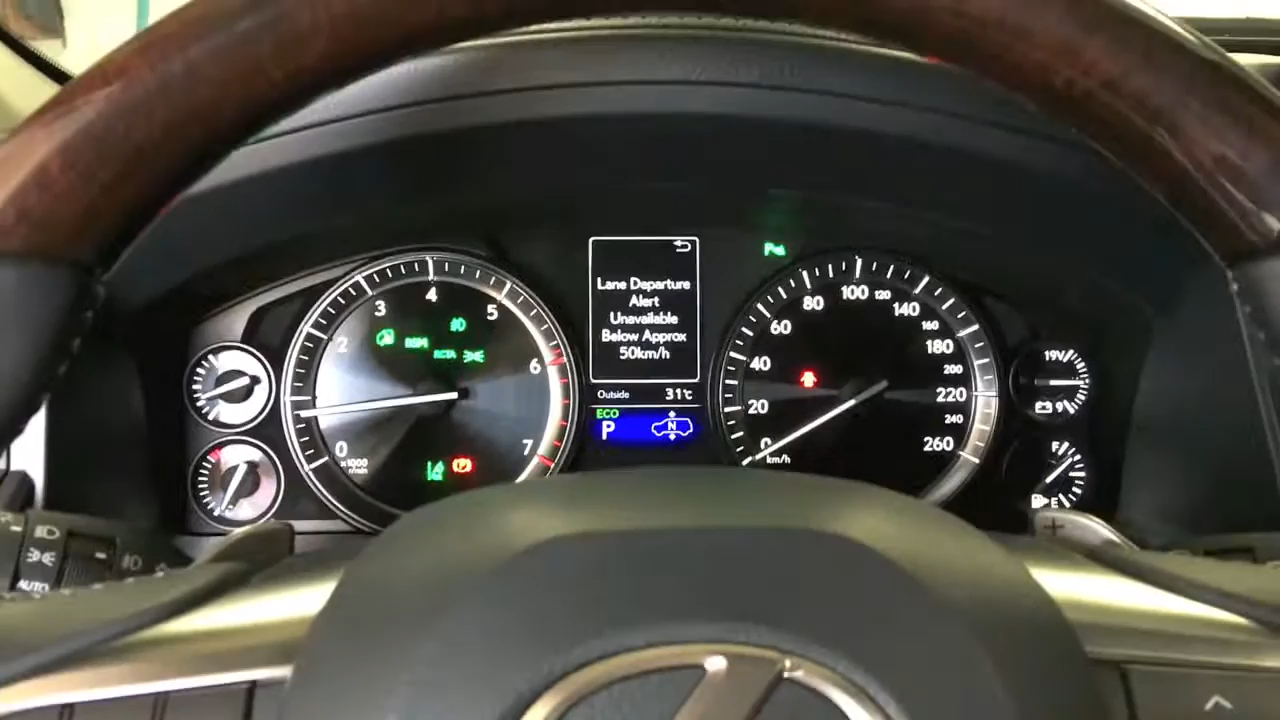 Lane Departure
Alert
Unavailable
Below Approx
50km/h
Outside 31℃
ECO
P
N
0
2
3
4
5
6
7
x1000
r/min
BSM
RCTA
0
20
40
60
80
100
120
140
160
180
200
220
240
260
km/h
19V
9
F
E
AUTO
+